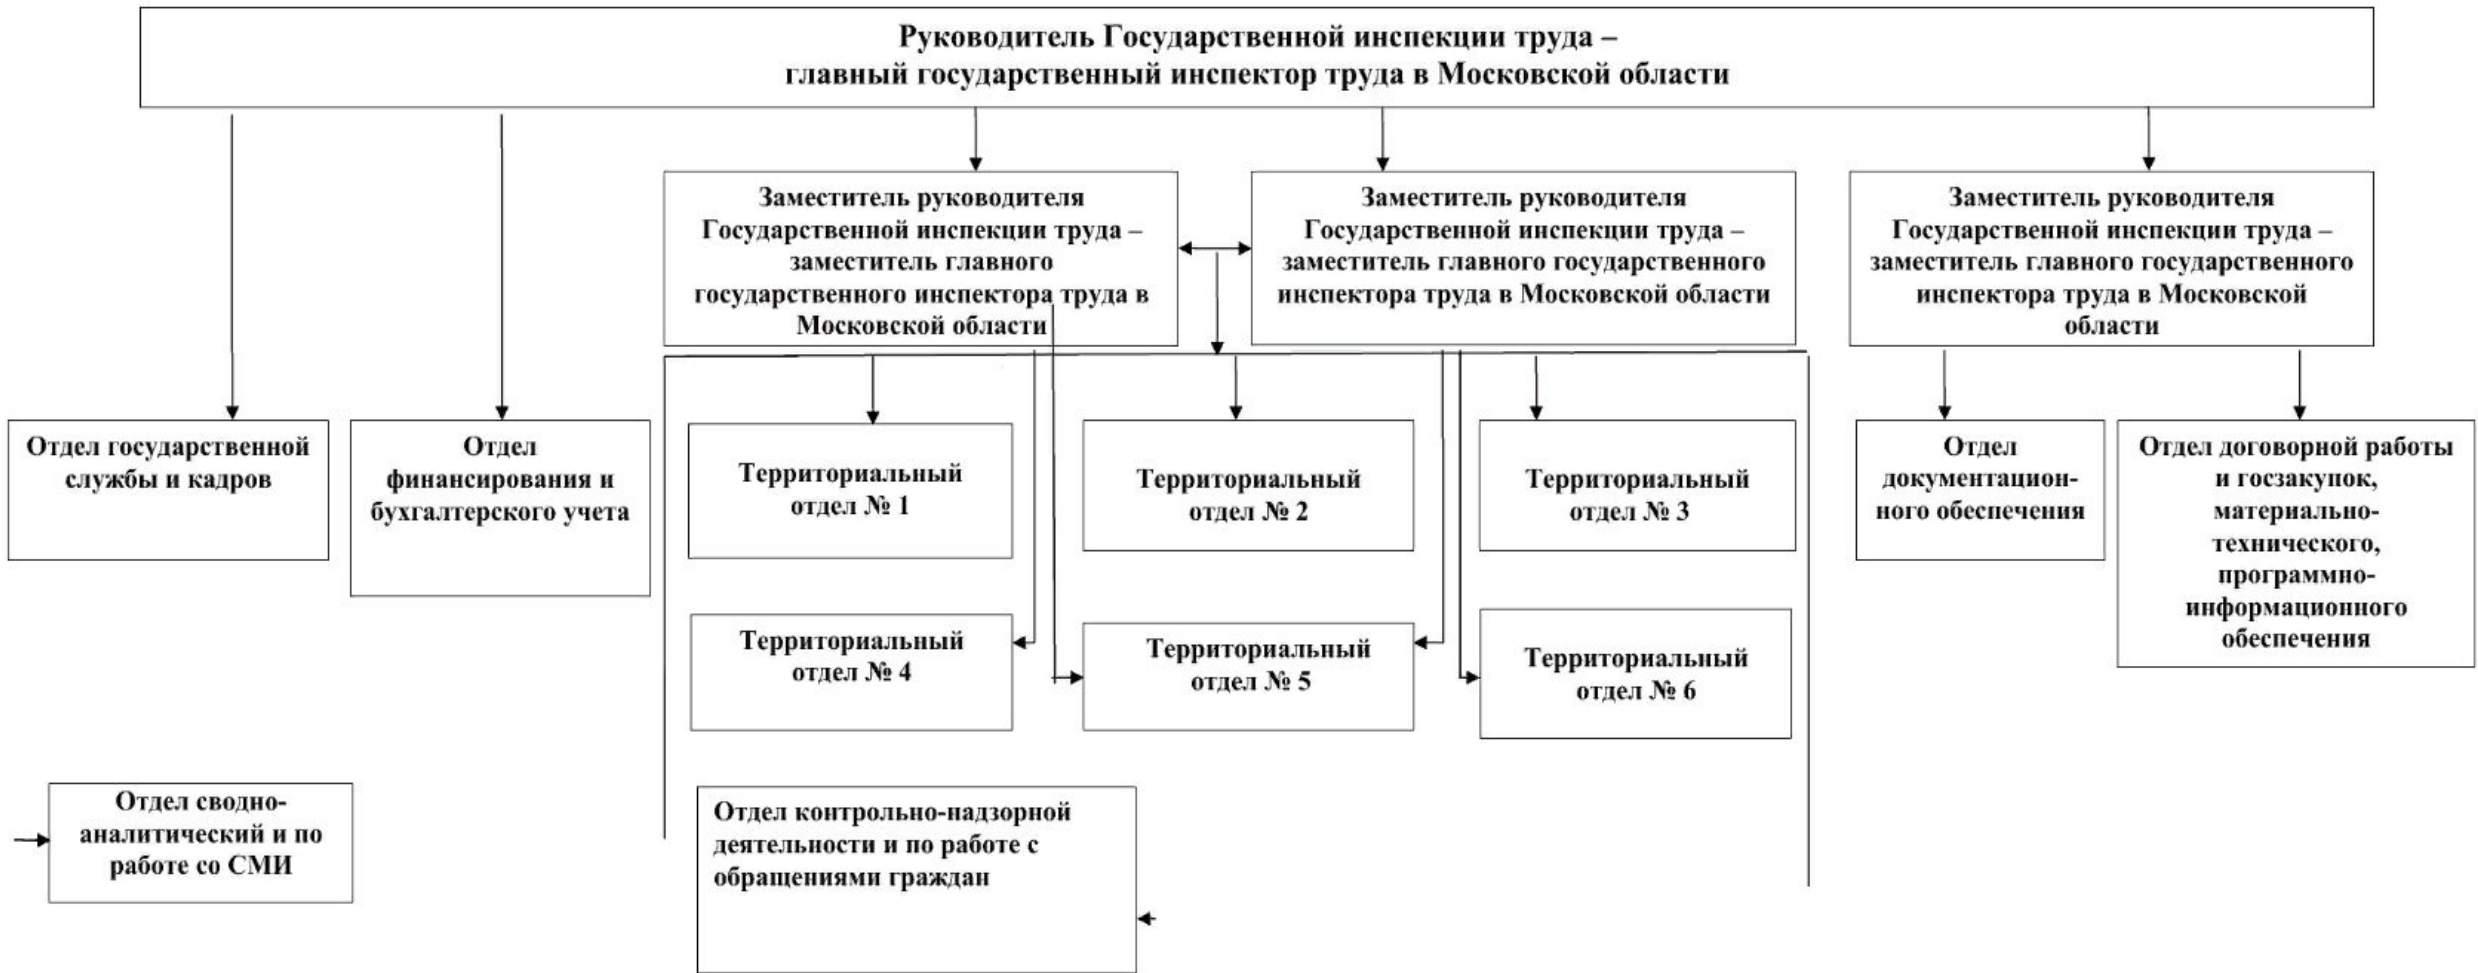 Руководитель Государственной инспекции труда –
главный государственный инспектор труда в Московской области
Заместитель руководителя
Государственной инспекции труда –
заместитель главного
государственного инспектора труда в
Московской области
Заместитель руководителя
Государственной инспекции труда –
заместитель главного государственного
инспектора труда в Московской области
Заместитель руководителя
Государственной инспекции труда –
заместитель главного государственного
инспектора труда в Московской
области
Отдел государственной
службы и кадров
Отдел
финансирования и
бухгалтерского учета
Территориальный
отдел № 1
Территориальный
отдел № 2
Территориальный
отдел № 3
Отдел
документацион-
ного обеспечения
Отдел договорной работы
и госзакупок,
материально-
технического,
программно-
информационного
обеспечения
Территориальный
отдел № 4
Территориальный
отдел № 5
Территориальный
отдел № 6
Отдел сводно-
аналитический и по
работе со СМИ
Отдел контрольно-надзорной
деятельности и по работе с
обращениями граждан